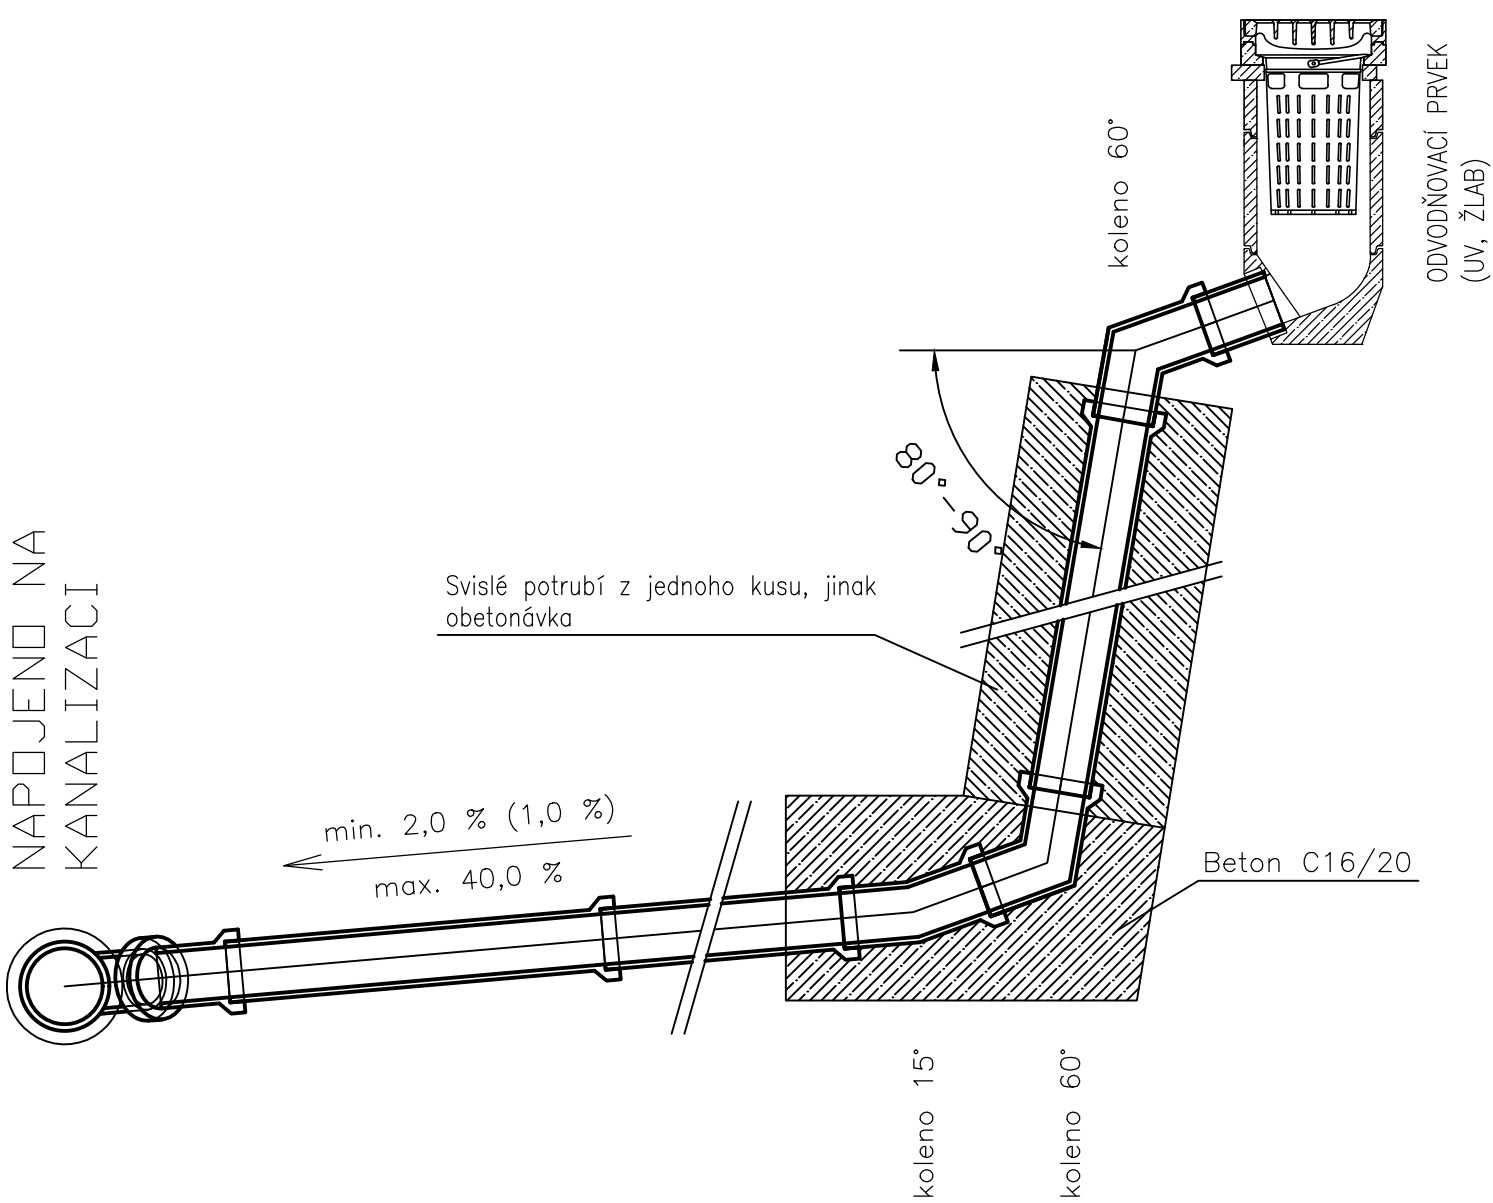 NAPOJENO NA
KANALIZACI
koleno 60°
ODVODŇOVACÍ PRVEK
(UV, ŽLAB)
80°-90°
Svislé potrubí z jednoho kusu, jinak
obetonávka
min. 2,0 % (1,0 %)
max. 40,0 %
Beton C16/20
koleno 15°
koleno 60°